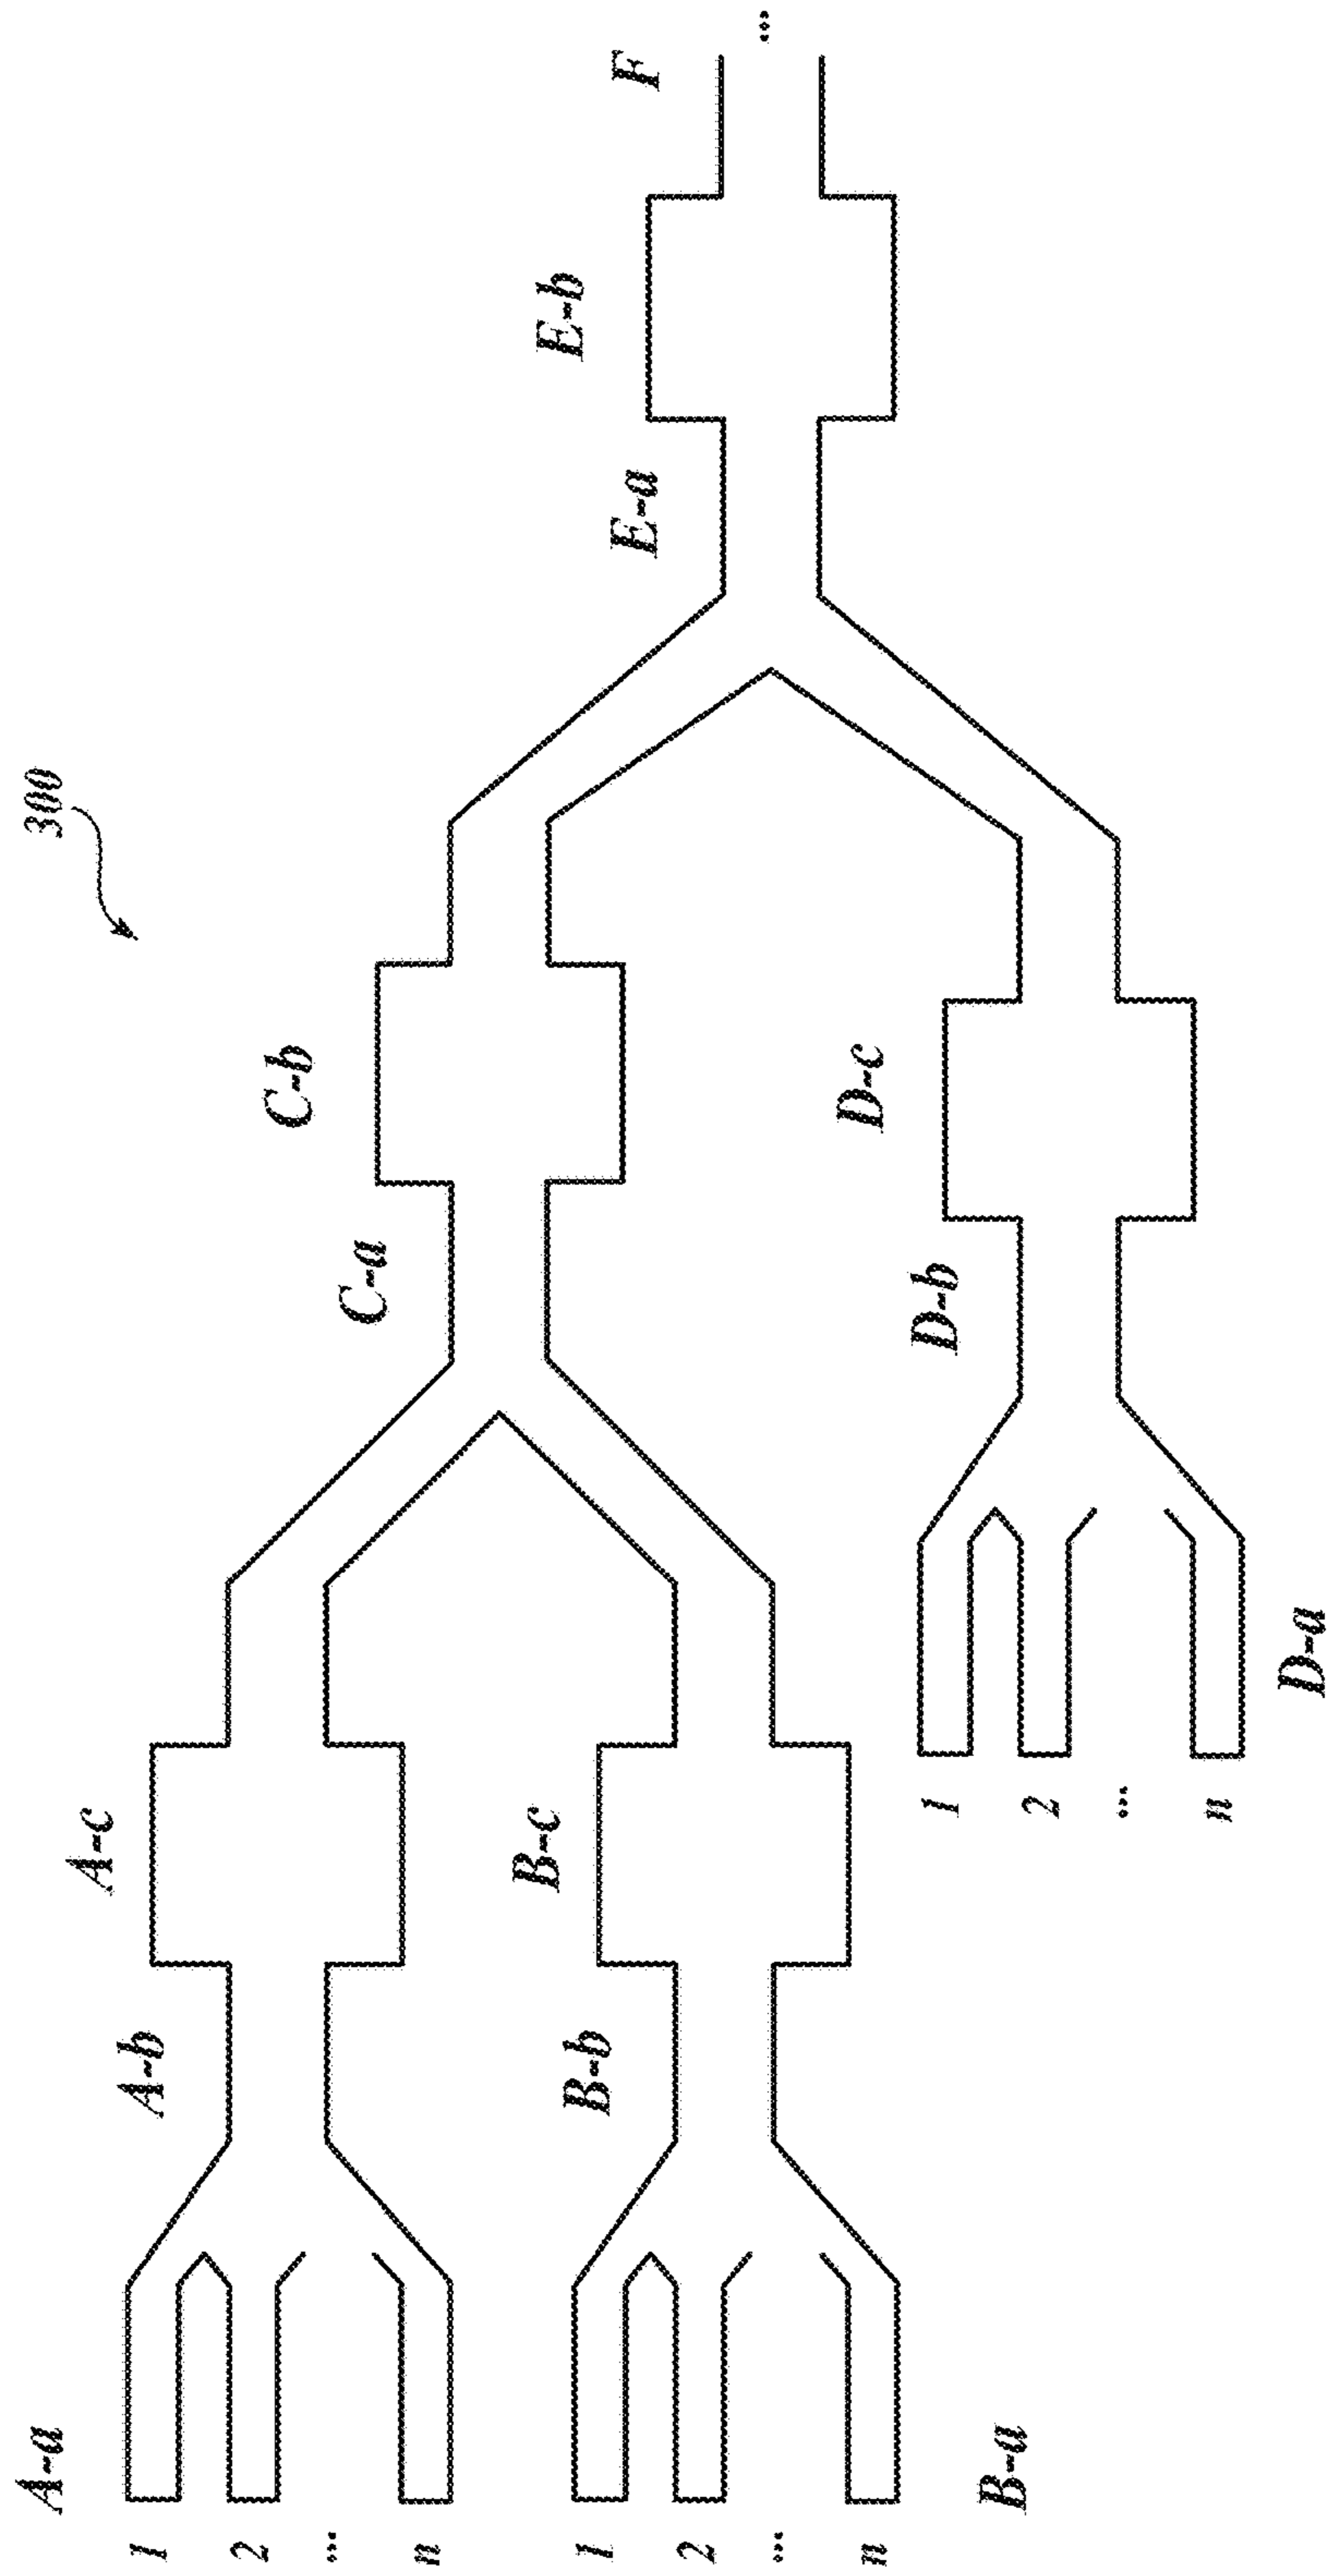 300
A-a
1
2
...
n
A-b
A-c
B-a
1
2
...
n
B-b
B-c
C-a
C-b
D-a
1
2
...
n
D-b
D-c
E-a
E-b
F
...